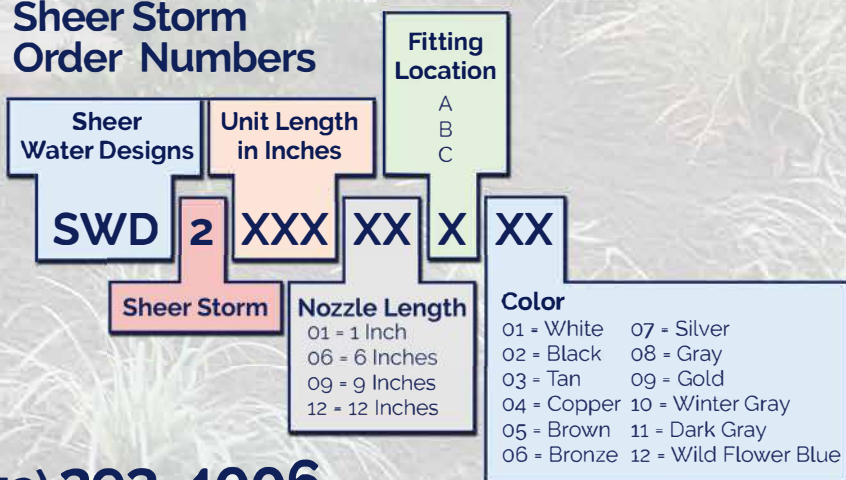 Sheer Storm
Order Numbers
Fitting
Location
A
B
C
Sheer
Water Designs
Unit Length
in Inches
SWD 2 XXX XX X XX
Sheer Storm
Nozzle Length
01 = 1 Inch
06 = 6 Inches
09 = 9 Inches
12 = 12 Inches
Color
01 = White 07 = Silver
02 = Black 08 = Gray
03 = Tan 09 = Gold
04 = Copper 10 = Winter Gray
05 = Brown 11 = Dark Gray
06 = Bronze 12 = Wild Flower Blue